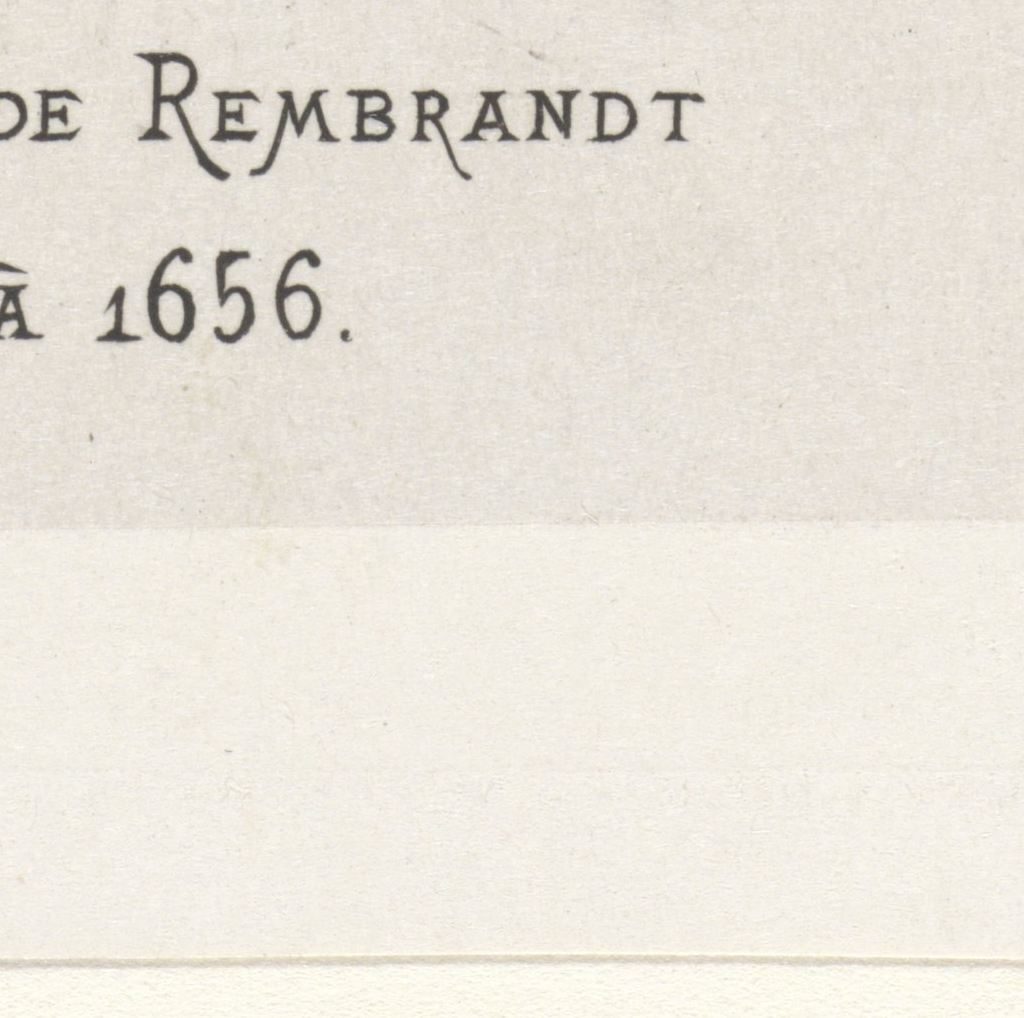 DE REMBRANDT
À 1656.